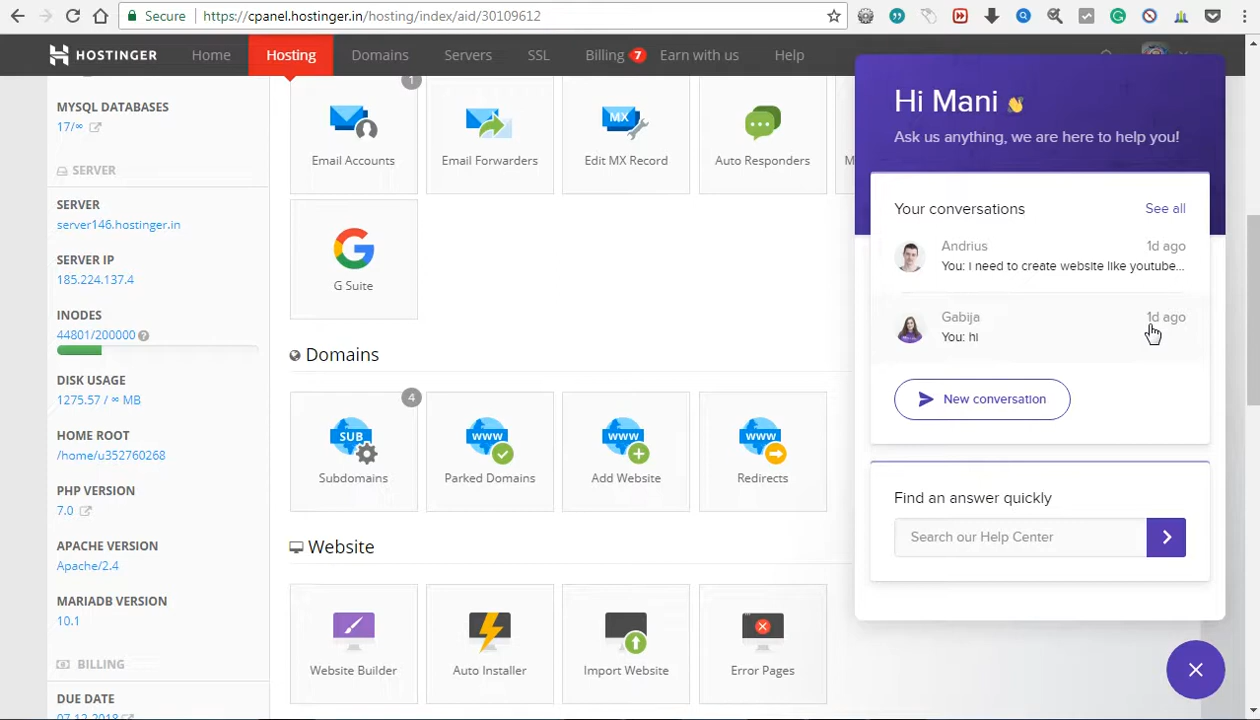 Secure
https://cpanel.hostinger.in/hosting/index/aid/30109612
HOSTINGER
Home
Hosting
Domains
Servers
SSL
Billing 7
Earn with us
Help
MYSQL DATABASES
17/∞
SERVER
SERVER
server146.hostinger.in
SERVER IP
185.224.137.4
INODES
44801/200000
DISK USAGE
1275.57 / ∞ MB
HOME ROOT
/home/u352760268
PHP VERSION
7.0
APACHE VERSION
Apache/2.4
MARIADB VERSION
10.1
BILLING
DUE DATE
07.12.2018
1
Email Accounts
Email Forwarders
MX
Edit MX Record
Auto Responders
M
G
G Suite
Domains
4
SUB
Subdomains
WWW
Parked Domains
WWW
Add Website
WWW
Redirects
Website
Website Builder
Auto Installer
Import Website
Error Pages
Hi Mani 👋
Ask us anything, we are here to help you!
Your conversations
See all
Andrius
1d ago
You: i need to create website like youtube...
Gabija
1d ago
You: hi
New conversation
Find an answer quickly
Search our Help Center